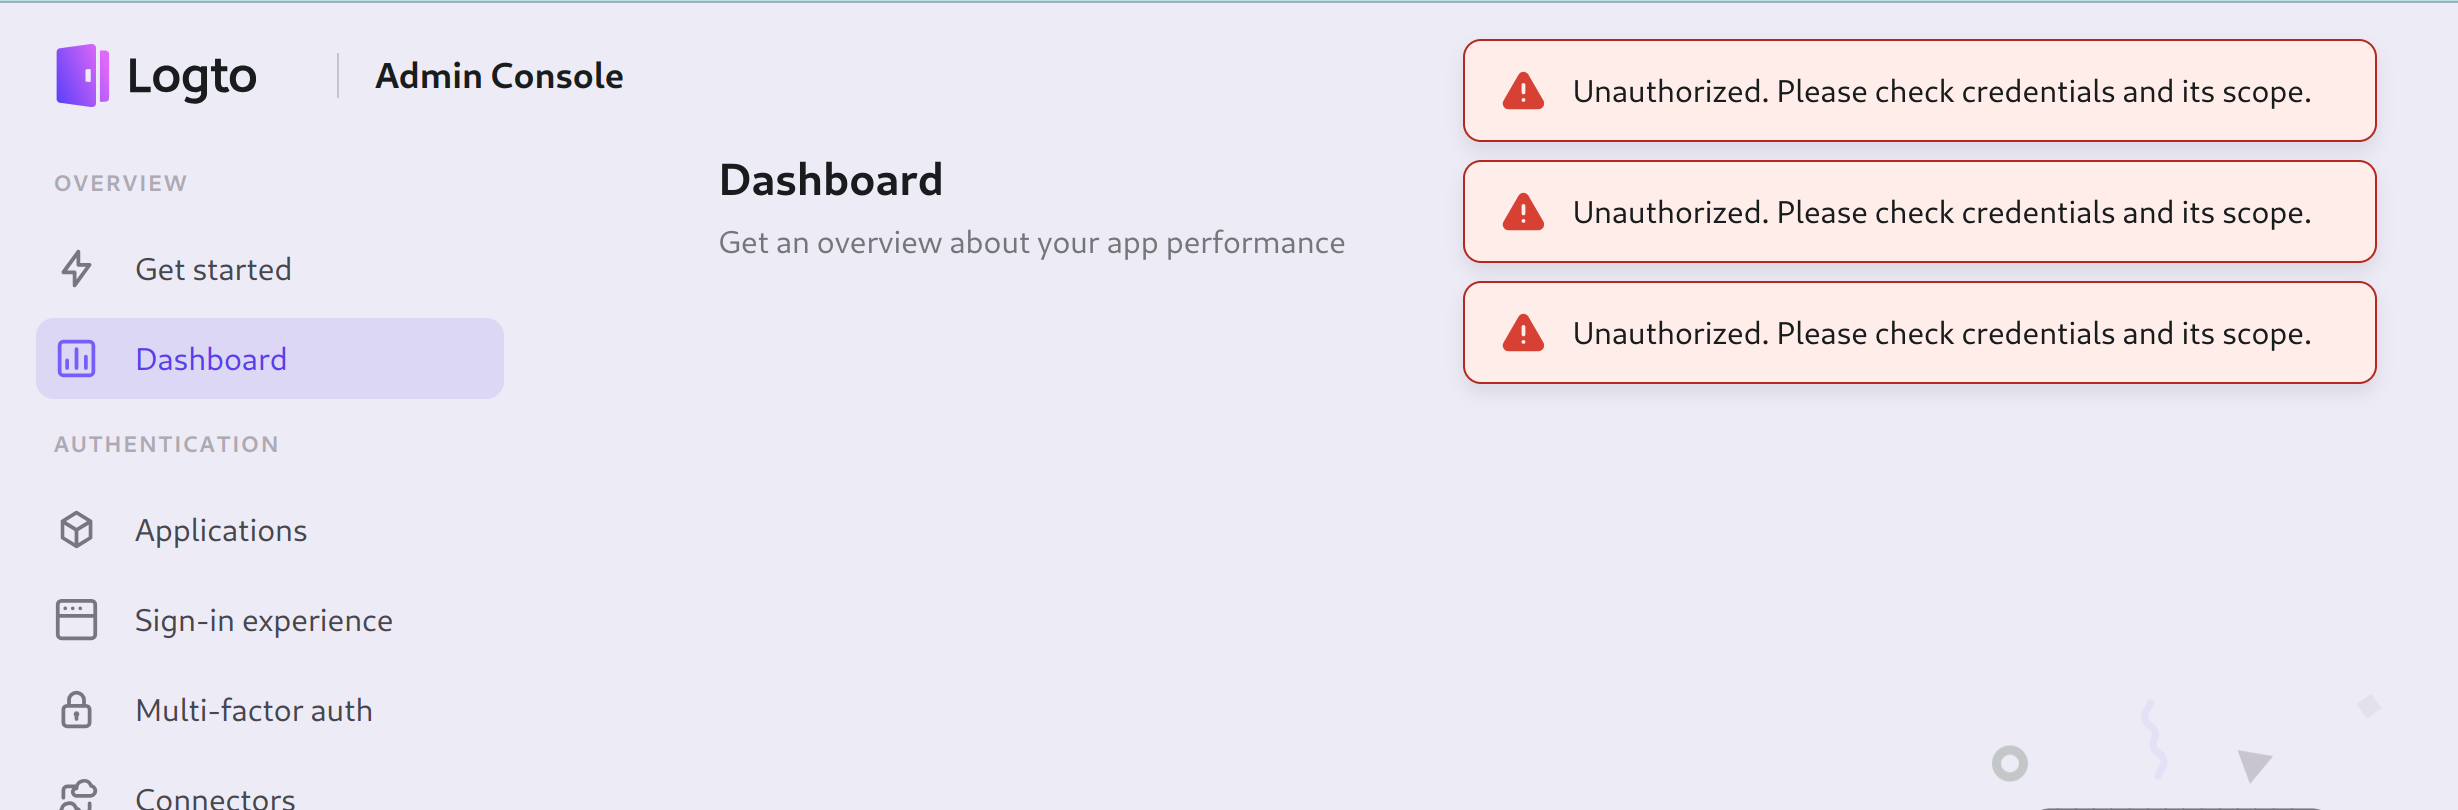 Logto
Admin Console
Unauthorized. Please check credentials and its scope.
Unauthorized. Please check credentials and its scope.
Unauthorized. Please check credentials and its scope.
OVERVIEW
Get started
Dashboard
AUTHENTICATION
Applications
Sign-in experience
Multi-factor auth
Connectors
Dashboard
Get an overview about your app performance